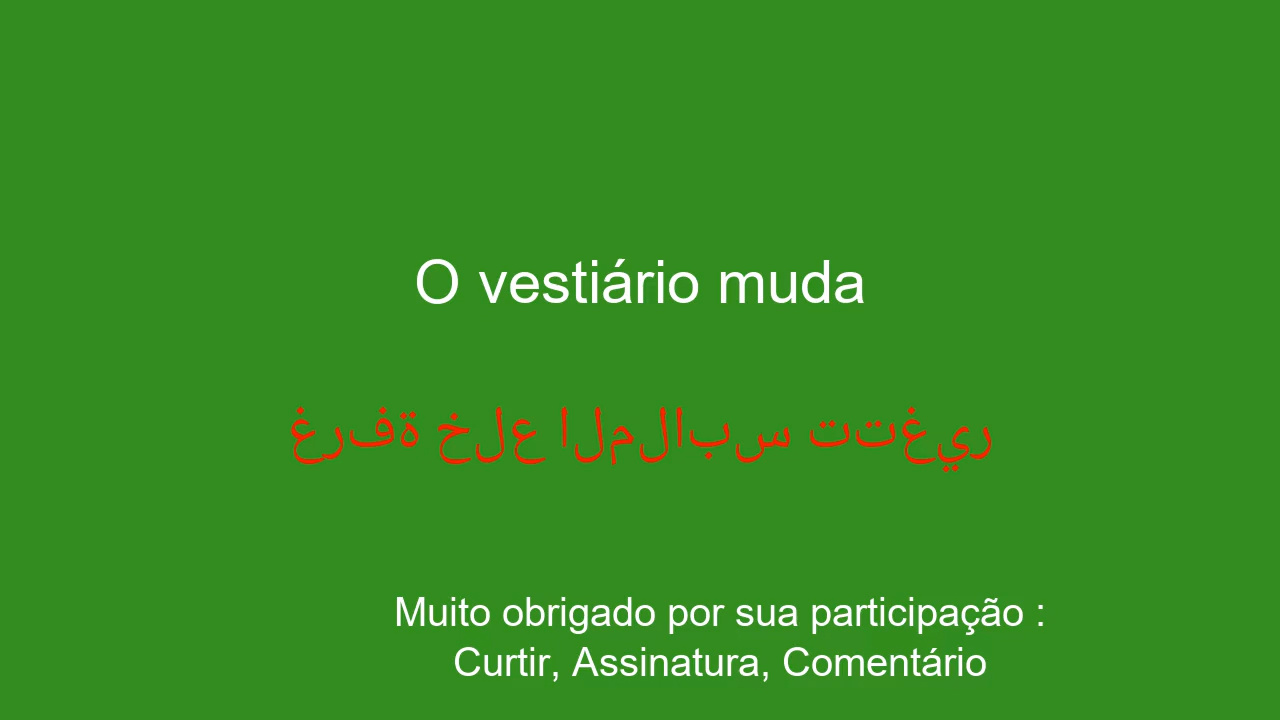 O vestiário muda
غرفة خلع الملابس تتغير
Muito obrigado por sua participação :
Curtir, Assinatura, Comentário